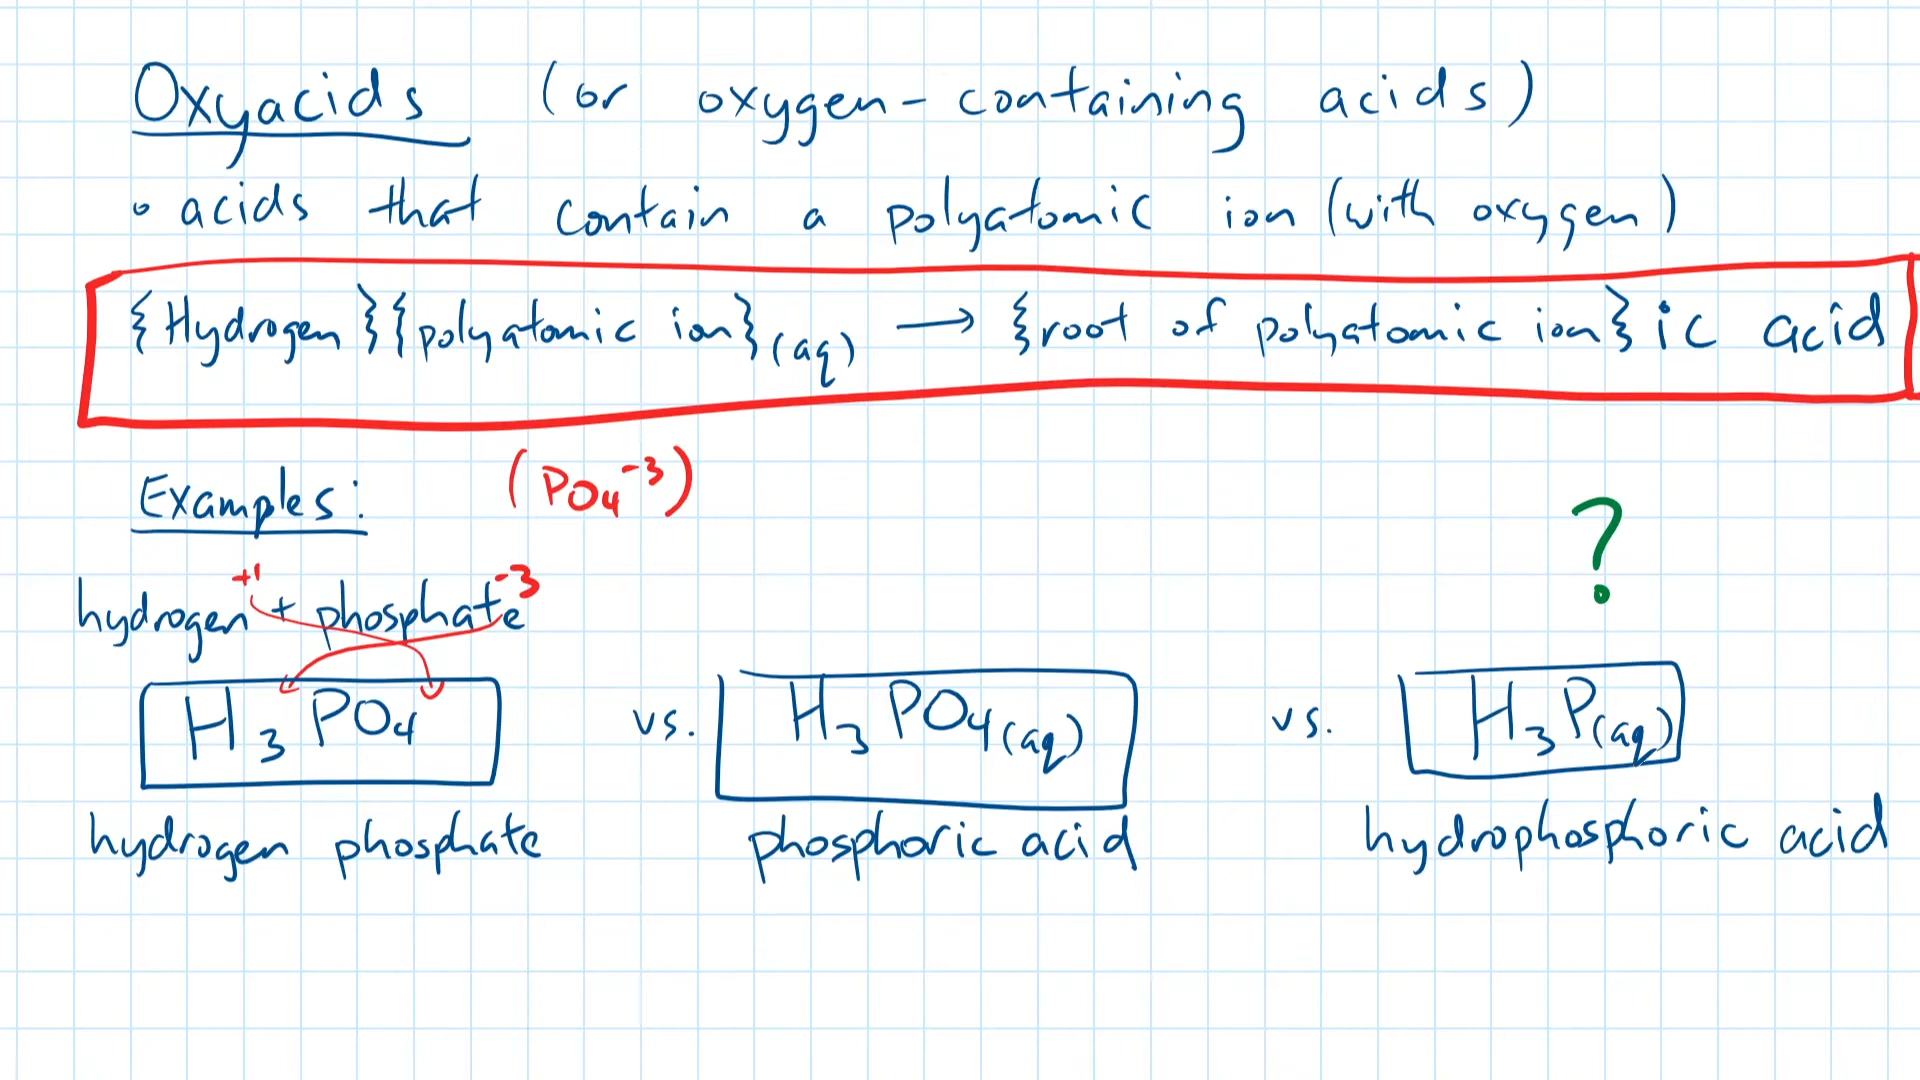 Oxyacids (or oxygen-containing acids)
• acids that contain a polyatomic ion (with oxygen)
{Hydrogen}{polyatomic ion}(aq) → {root of polyatomic ion}ic acid
Examples: (PO₄⁻³)
hydrogen⁺¹ + phosphate⁻³
?
H₃PO₄ vs. H₃PO₄(aq) vs. H₃P(aq)
hydrogen phosphate phosphoric acid hydrophosphoric acid